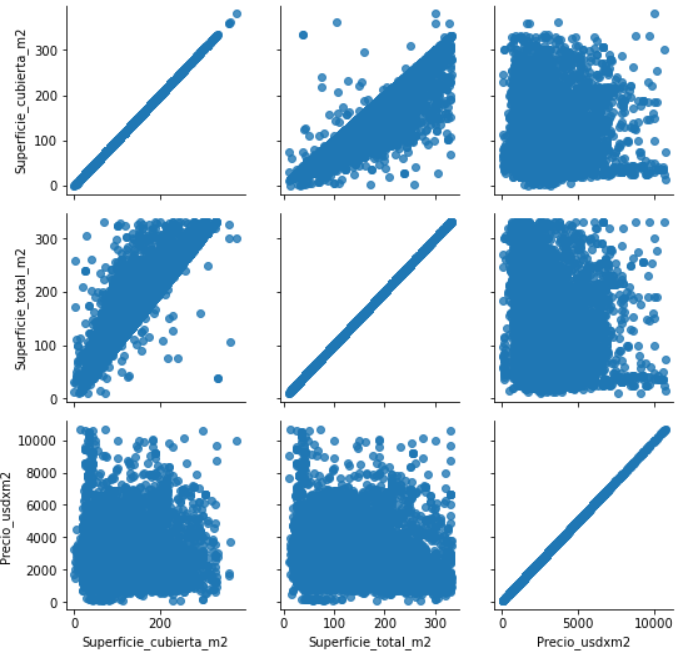 Superficie_cubierta_m2
300
200
100
0
Superficie_total_m2
300
200
100
0
Precio_usdxm2
10000
8000
6000
4000
2000
0
0 200
0 100 200 300
0 5000 10000
Superficie_cubierta_m2 Superficie_total_m2 Precio_usdxm2